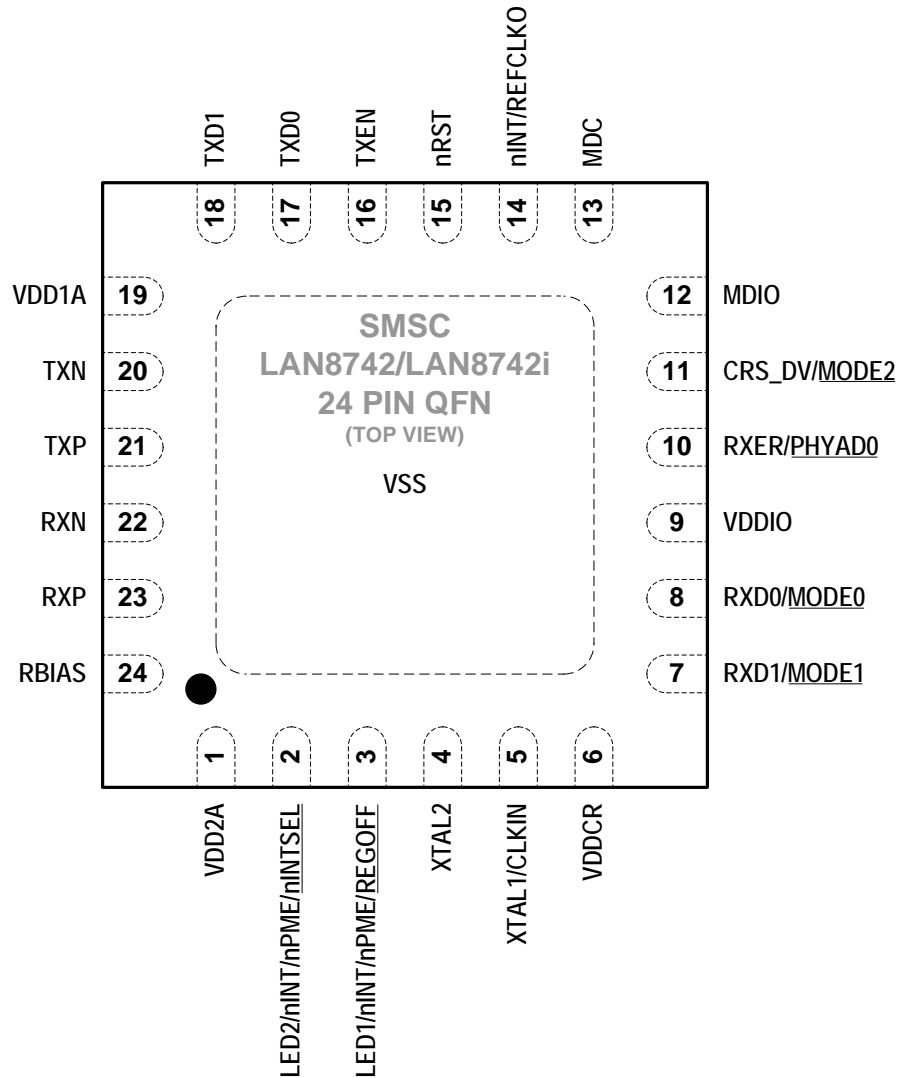 TXD1
TXD0
TXEN
nRST
nINT/REFCLKO
MDC
18
17
16
15
14
13
VDD1A 19
TXN 20
TXP 21
RXN 22
RXP 23
RBIAS 24
SMSC
LAN8742/LAN8742i
24 PIN QFN
(TOP VIEW)
VSS
12 MDIO
11 CRS_DV/MODE2
10 RXER/PHYAD0
9 VDDIO
8 RXD0/MODE0
7 RXD1/MODE1
1
2
3
4
5
6
VDD2A
LED2/nINT/nPME/nINTSEL
LED1/nINT/nPME/REGOFF
XTAL2
XTAL1/CLKIN
VDDCR